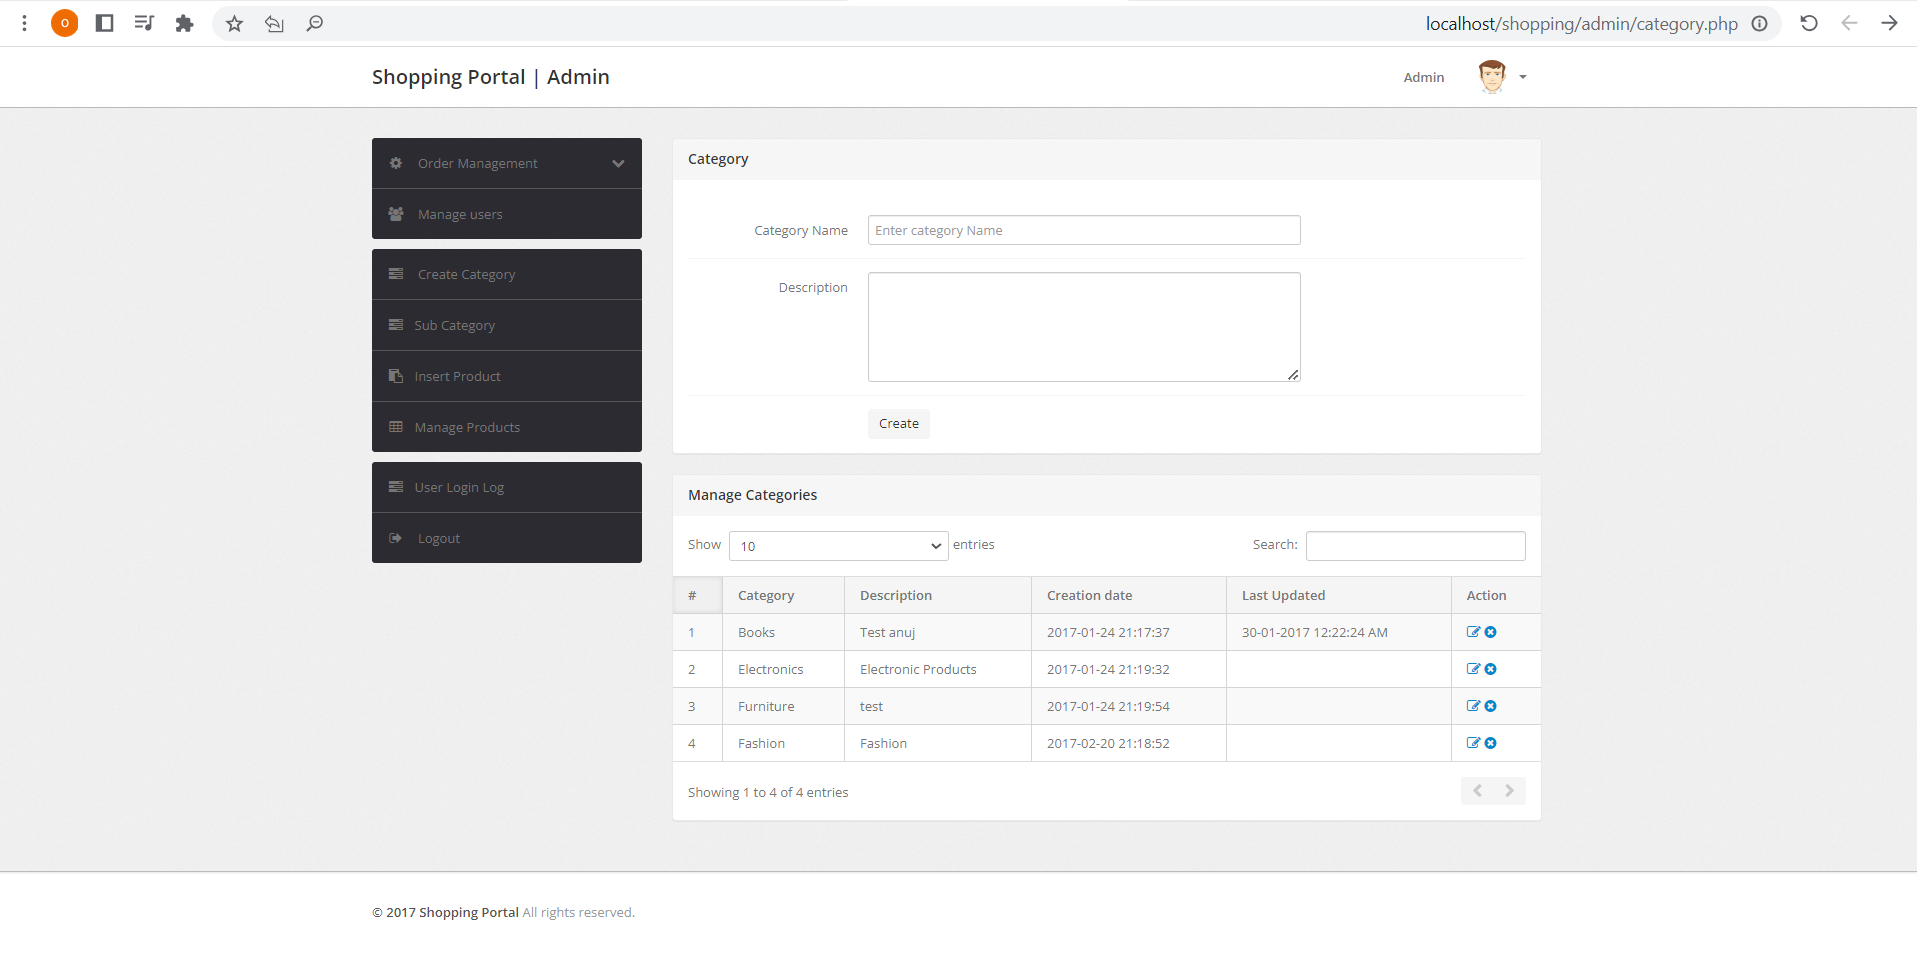 O
localhost/shopping/admin/category.php
Shopping Portal | Admin
Admin
Order Management
Manage users
Create Category
Sub Category
Insert Product
Manage Products
User Login Log
Logout
Category
Category Name
Enter category Name
Description
Create
Manage Categories
Show 10 entries
Search:
# Category Description Creation date Last Updated Action
1 Books Test anuj 2017-01-24 21:17:37 30-01-2017 12:22:24 AM
2 Electronics Electronic Products 2017-01-24 21:19:32
3 Furniture test 2017-01-24 21:19:54
4 Fashion Fashion 2017-02-20 21:18:52
Showing 1 to 4 of 4 entries
© 2017 Shopping Portal All rights reserved.